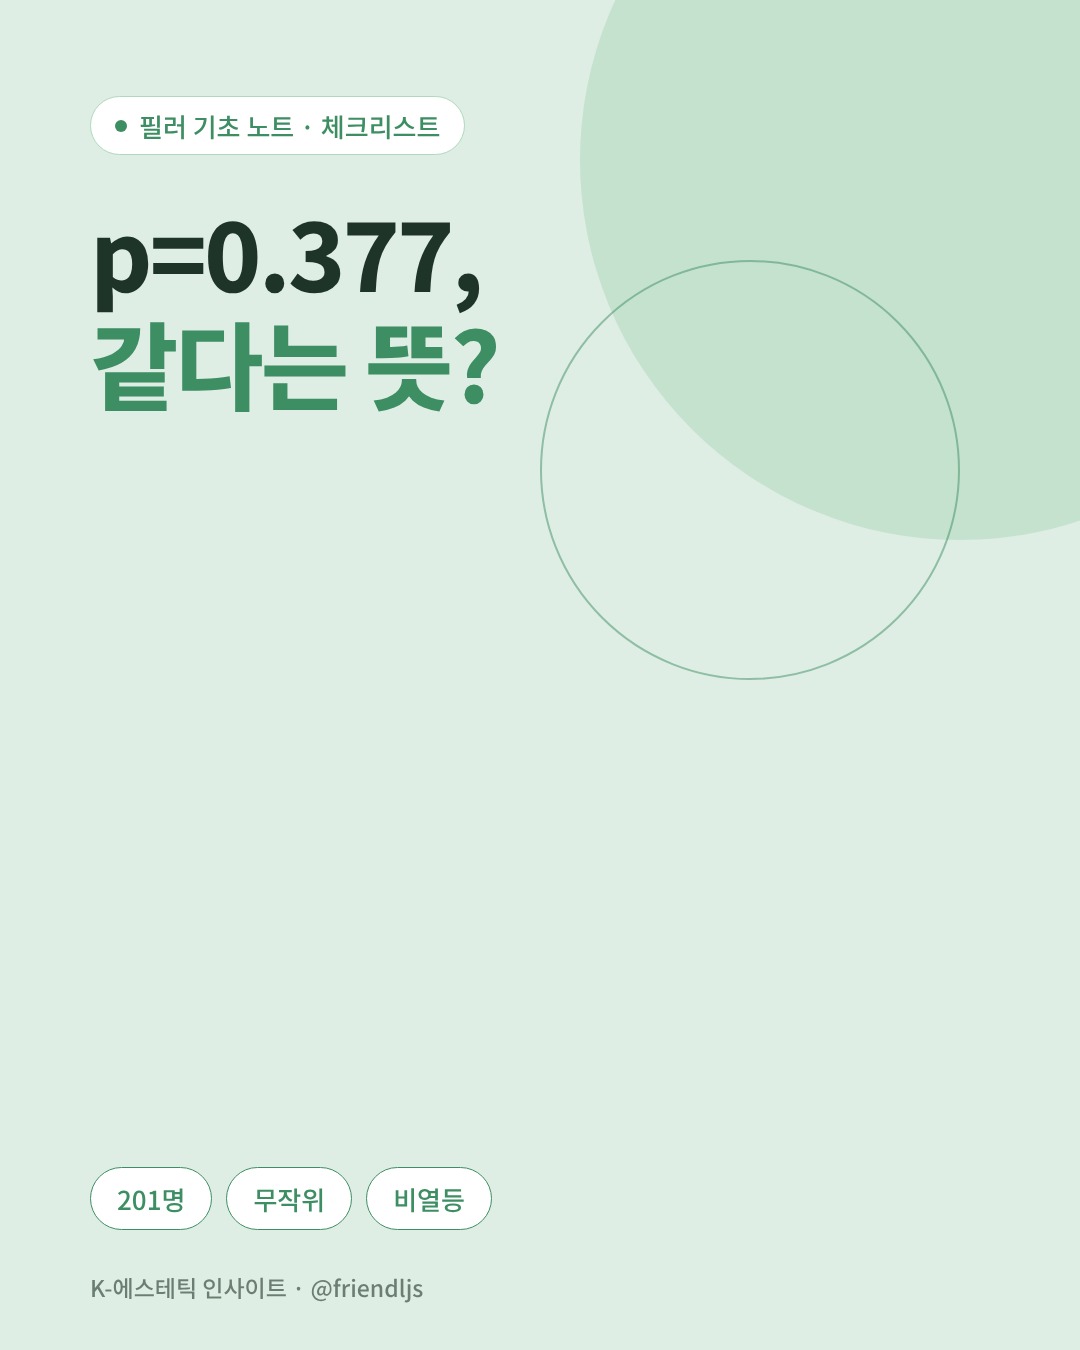 필러 기초 노트 · 체크리스트
p=0.377,
같다는 뜻?
201명 무작위 비열등
K-에스테틱 인사이트 · @friendljs